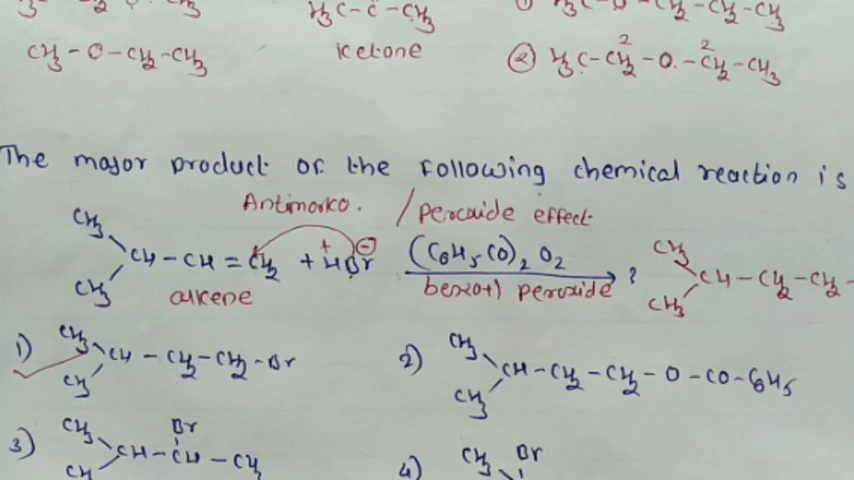 H₃C-C-CH₃
CH₃-O-CH₂-CH₃
Ketone
② H₃C-CH₂-O.-CH₂-CH₃
2 2
The major product of the following chemical reaction is
Antimarko. / Peroxide effect
CH₃
CH₃
CH-CH=CH₂ + HBr
+ ⊖
(C₆H₅CO)₂O₂
?
alkene
benzoyl peroxide
CH₃
CH₃
CH-CH₂-CH₂-
1) CH₃
CH₃
CH-CH₂-CH₂-Br
2) CH₃
CH₃
CH-CH₂-CH₂-O-CO-C₆H₅
3) CH₃
Br
CH-CH-CH
4) CH₃ Br